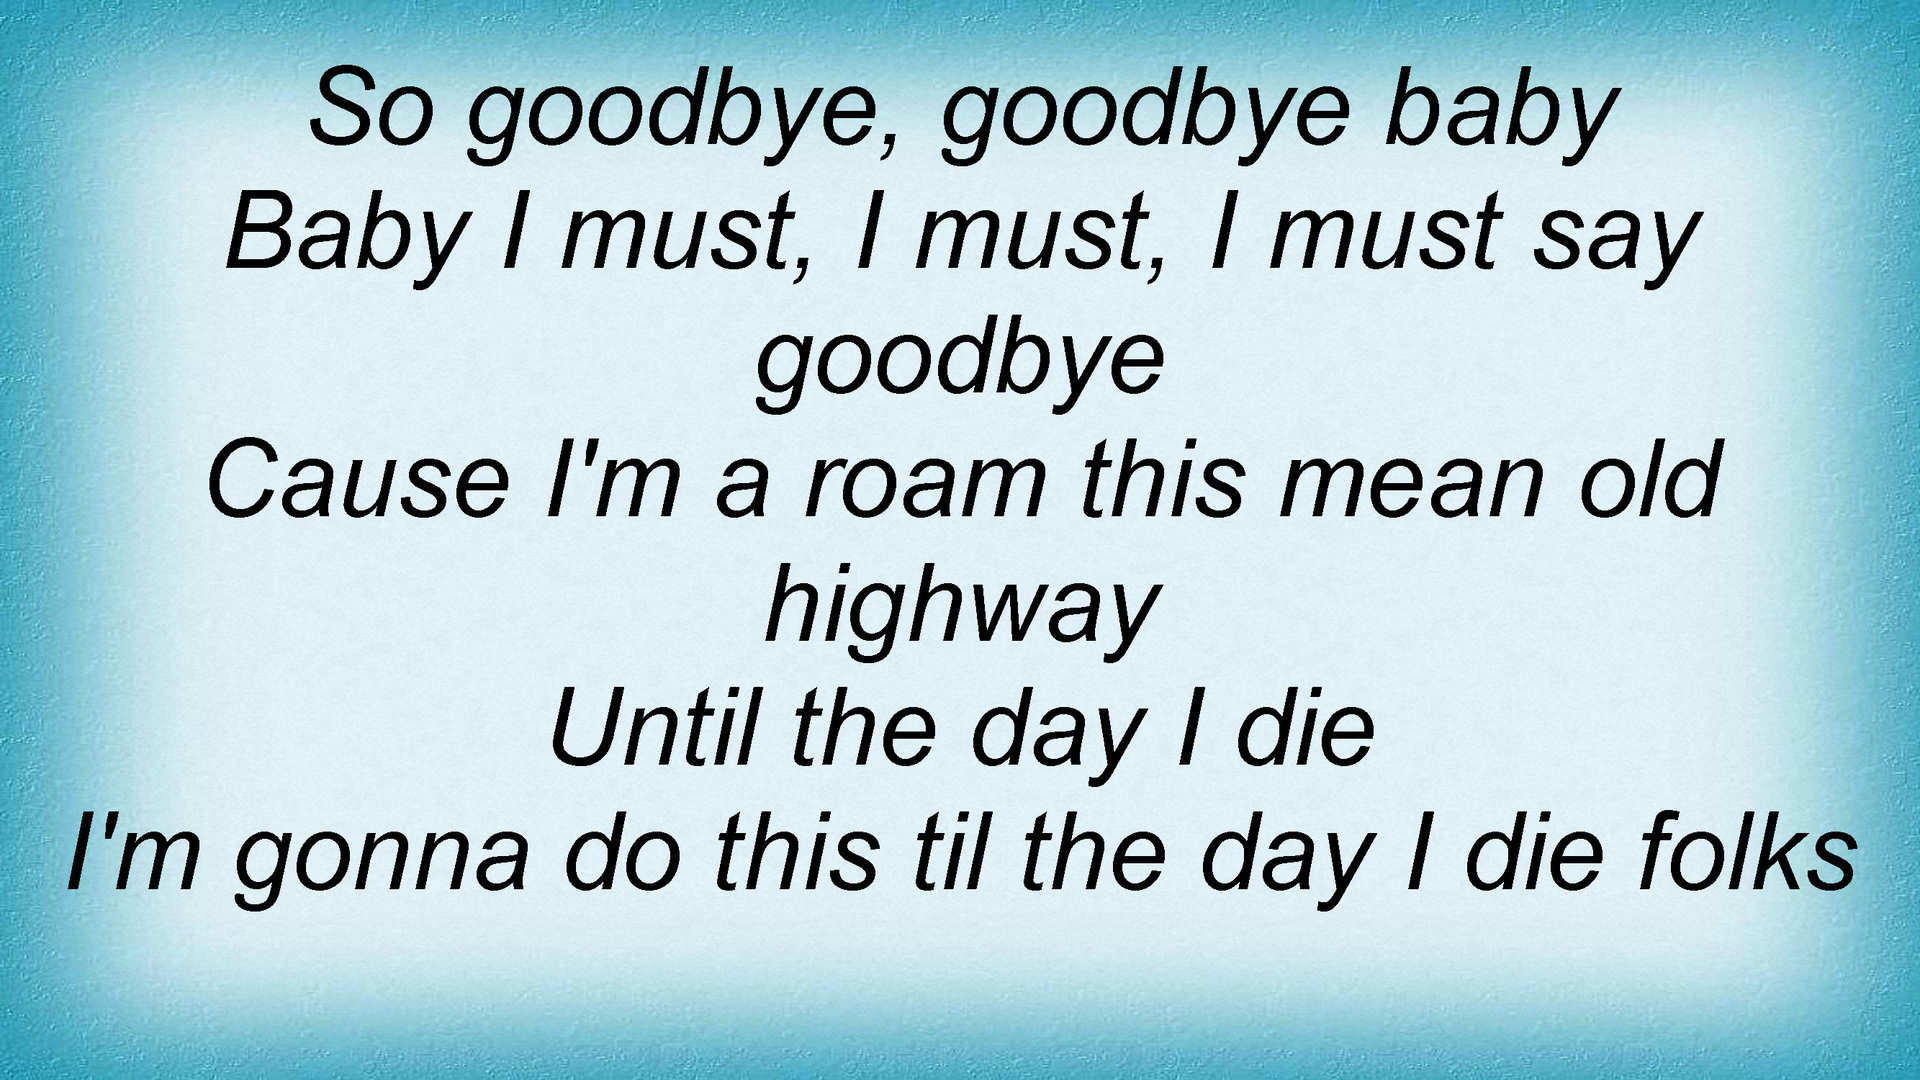 So goodbye, goodbye baby
Baby I must, I must, I must say
goodbye
Cause I'm a roam this mean old
highway
Until the day I die
I'm gonna do this til the day I die folks